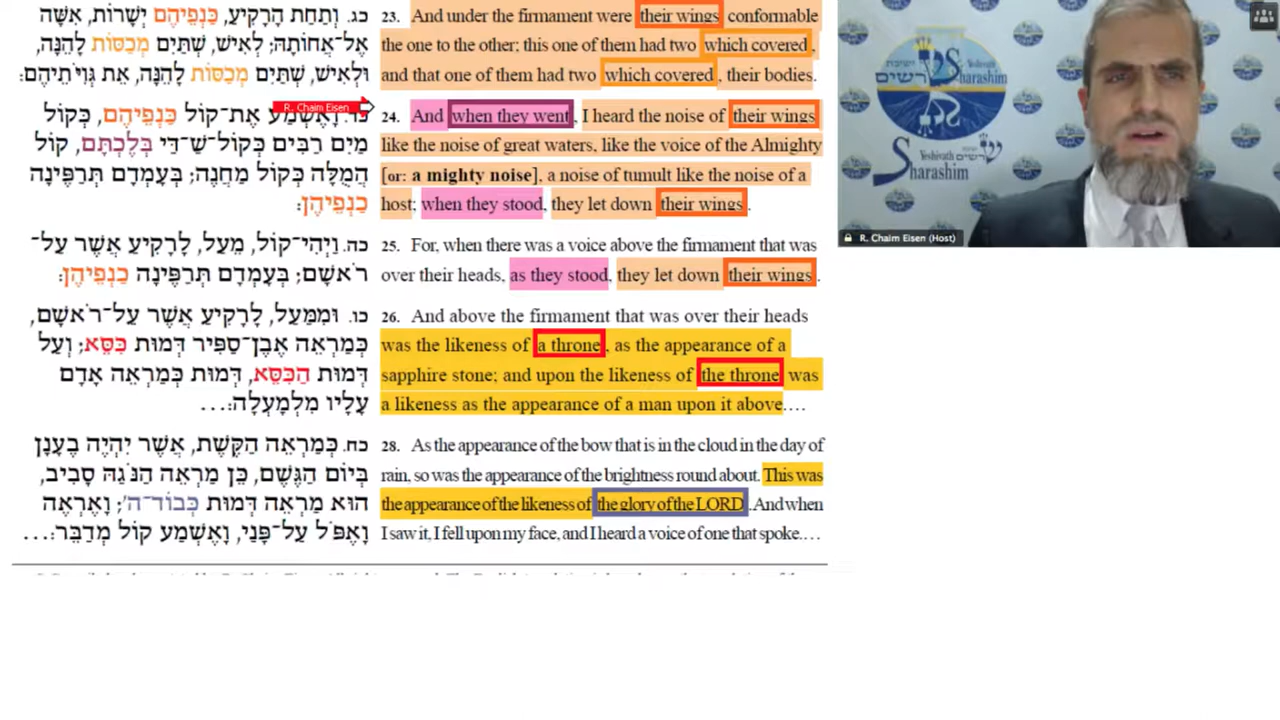 כג. וְתַחַת הָרָקִיעַ, כַּנְפֵיהֶם יְשָׁרוֹת, אִשָּׁה
אֶל־אֲחוֹתָהּ; לְאִישׁ, שְׁתַּיִם מְכַסּוֹת לָהֵנָּה,
וּלְאִישׁ, שְׁתַּיִם מְכַסּוֹת לָהֵנָּה, אֵת גְּוִיֹּתֵיהֶם:
וָאֶשְׁמַע אֶת־קוֹל כַּנְפֵיהֶם, כְּקוֹל
מַיִם רַבִּים כְּקוֹל־שַׁ־דַּי בְּלֶכְתָּם, קוֹל
הֲמֻלָּה כְּקוֹל מַחֲנֶה; בְּעָמְדָם תְּרַפֶּינָה
כַנְפֵיהֶן:
כה. וַיְהִי־קוֹל, מֵעַל, לָרָקִיעַ אֲשֶׁר עַל־
רֹאשָׁם; בְּעָמְדָם תְּרַפֶּינָה כַנְפֵיהֶן:
כו. וּמִמַּעַל, לָרָקִיעַ אֲשֶׁר עַל־רֹאשָׁם,
כְּמַרְאֵה אֶבֶן־סַפִּיר דְּמוּת כִּסֵּא; וְעַל
דְּמוּת הַכִּסֵּא, דְּמוּת כְּמַרְאֵה אָדָם
עָלָיו מִלְמָעְלָה:...
כח. כְּמַרְאֵה הַקֶּשֶׁת, אֲשֶׁר יִהְיֶה בֶעָנָן
בְּיוֹם הַגֶּשֶׁם, כֵּן מַרְאֵה הַנֹּגַהּ סָבִיב,
הוּא מַרְאֵה דְּמוּת כְּבוֹד־ה'; וָאֶרְאֶה
וָאֶפֹּל עַל־פָּנַי, וָאֶשְׁמַע קוֹל מְדַבֵּר:...
R. Chaim Eisen
23. And under the firmament were their wings conformable
the one to the other; this one of them had two which covered,
and that one of them had two which covered, their bodies.
24. And when they went, I heard the noise of their wings
like the noise of great waters, like the voice of the Almighty
[or: a mighty noise], a noise of tumult like the noise of a
host; when they stood, they let down their wings.
25. For, when there was a voice above the firmament that was
over their heads, as they stood, they let down their wings.
26. And above the firmament that was over their heads
was the likeness of a throne, as the appearance of a
sapphire stone; and upon the likeness of the throne was
a likeness as the appearance of a man upon it above....
28. As the appearance of the bow that is in the cloud in the day of
rain, so was the appearance of the brightness round about. This was
the appearance of the likeness of the glory of the LORD. And when
I saw it, I fell upon my face, and I heard a voice of one that spoke....
ישיבת שרשים
Yeshivath Sharashim
Yeshivath ישיבת שרשים
Sharashim
R. Chaim Eisen (Host)